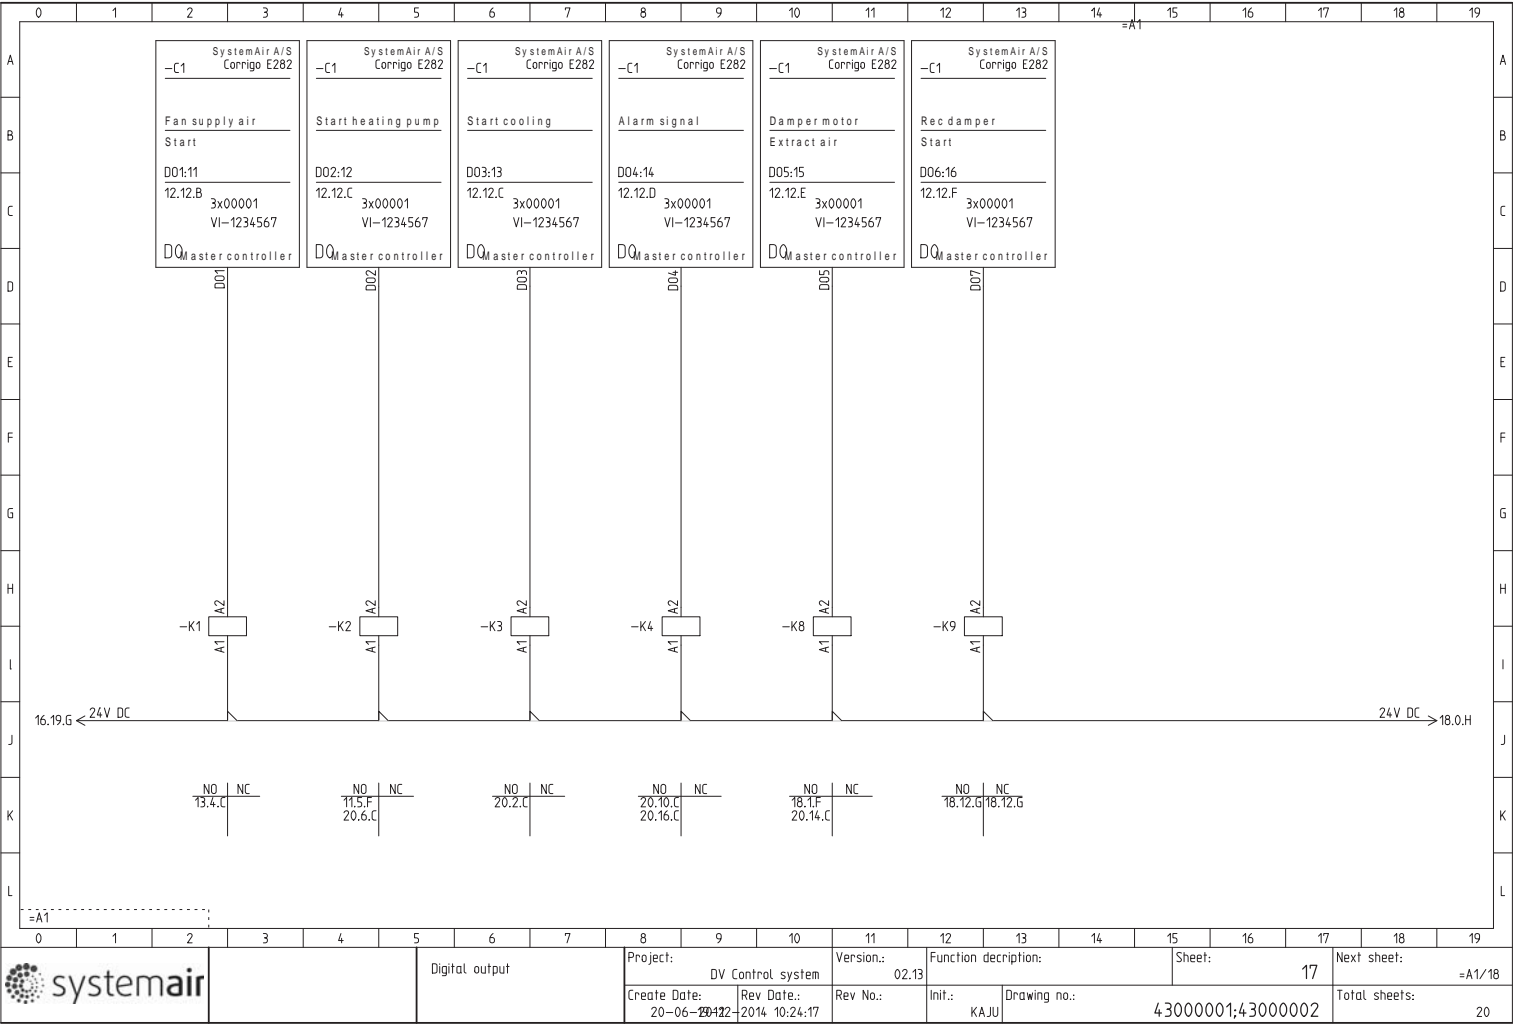 0 1 2 3 4 5 6 7 8 9 10 11 12 13 14 15 16 17 18 19
=A1
A A
B B
C C
D D
E E
F F
G G
H H
I I
J J
K K
L L
SystemAir A/S
-C1 Corrigo E282
Fan supply air
Start
DO1:11
12.12.B
3x00001
VI-1234567
DO Master controller
DO1
SystemAir A/S
-C1 Corrigo E282
Start heating pump
DO2:12
12.12.C
3x00001
VI-1234567
DO Master controller
DO2
SystemAir A/S
-C1 Corrigo E282
Start cooling
DO3:13
12.12.C
3x00001
VI-1234567
DO Master controller
DO3
SystemAir A/S
-C1 Corrigo E282
Alarm signal
DO4:14
12.12.D
3x00001
VI-1234567
DO Master controller
DO4
SystemAir A/S
-C1 Corrigo E282
Damper motor
Extract air
DO5:15
12.12.E
3x00001
VI-1234567
DO Master controller
DO5
SystemAir A/S
-C1 Corrigo E282
Rec damper
Start
DO6:16
12.12.F
3x00001
VI-1234567
DO Master controller
DO7
A2 A2 A2 A2 A2 A2
-K1 -K2 -K3 -K4 -K8 -K9
A1 A1 A1 A1 A1 A1
16.19.G 24V DC 24V DC 18.0.H
NO NC NO NC NO NC NO NC NO NC NO NC
13.4.C 11.5.F 20.2.C 20.10.C 18.1.F 18.12.G 18.12.G
20.6.C 20.16.C 20.14.C
=A1
0 1 2 3 4 5 6 7 8 9 10 11 12 13 14 15 16 17 18 19
systemair
Digital output
Project:
DV Control system
Version.:
02.13
Function decription:
Sheet:
17
Next sheet:
=A1/18
Create Date:
20-06-
Rev Date.:
-2014 10:24:17
Rev No.:
Init.:
KAJU
Drawing no.:
43000001;43000002
Total sheets:
20